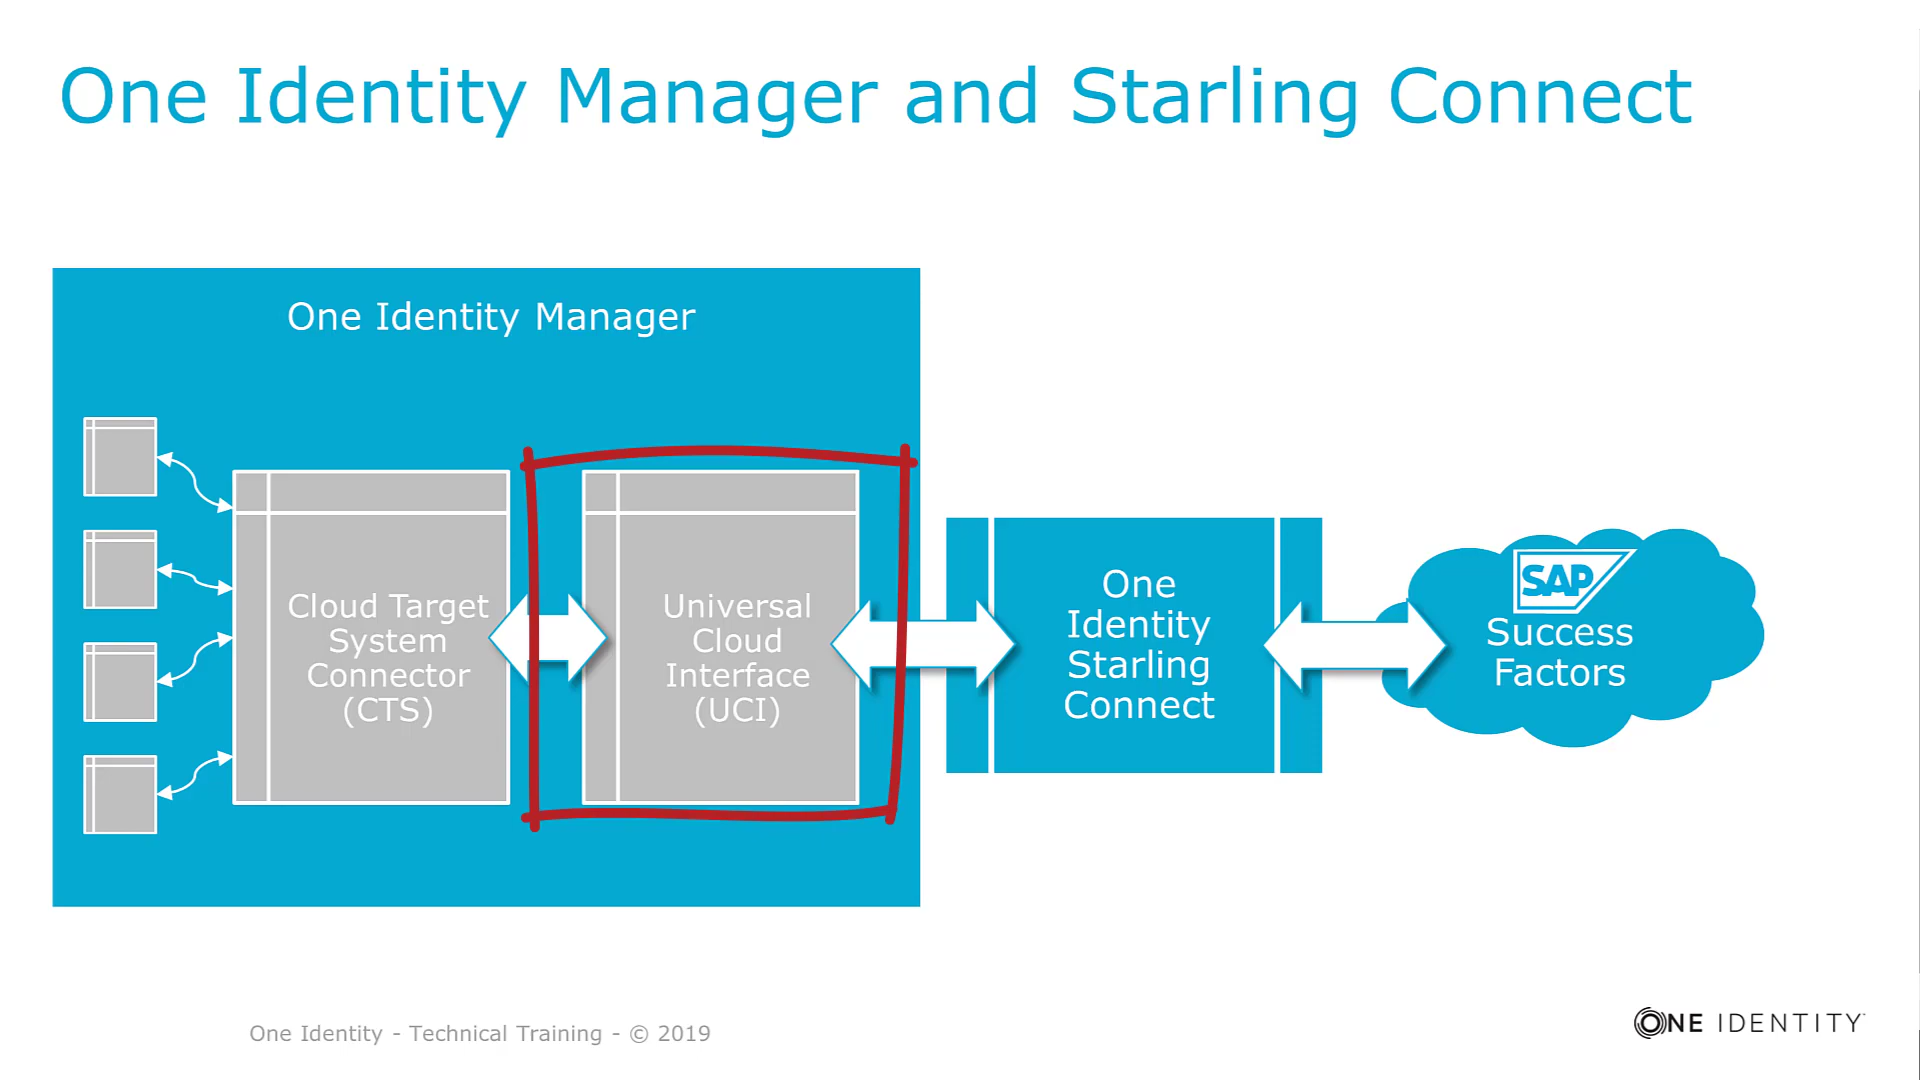 One Identity Manager and Starling Connect
One Identity Manager
Cloud Target
System
Connector
(CTS)
Universal
Cloud
Interface
(UCI)
One
Identity
Starling
Connect
SAP
Success
Factors
One Identity - Technical Training - © 2019
ONE IDENTITY